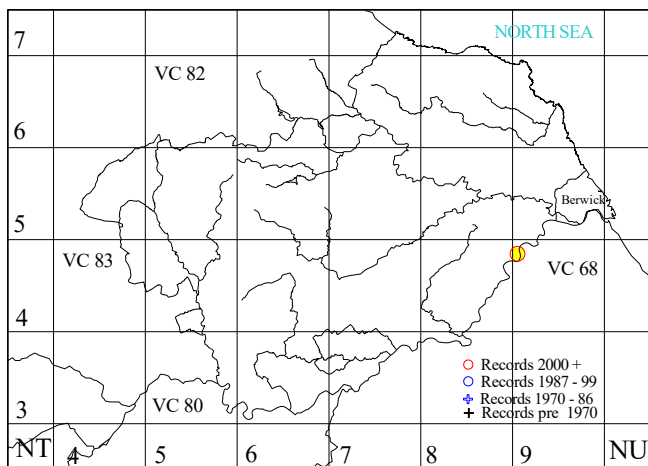 7
NORTH SEA
VC 82
6
Berwick
5
VC 83
VC 68
4
Records 2000 +
Records 1987 - 99
Records 1970 - 86
VC 80
Records pre 1970
3
NT 4 5 6 7 8 9 NU